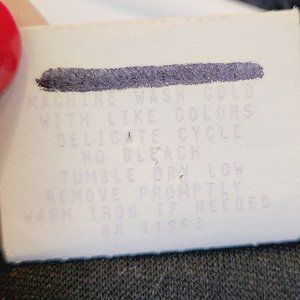 MACHINE WASH COLD
WITH LIKE COLORS
DELICATE CYCLE
NO BLEACH
TUMBLE DRY LOW
REMOVE PROMPTLY
WARM IRON IF NEEDED
RN 11963